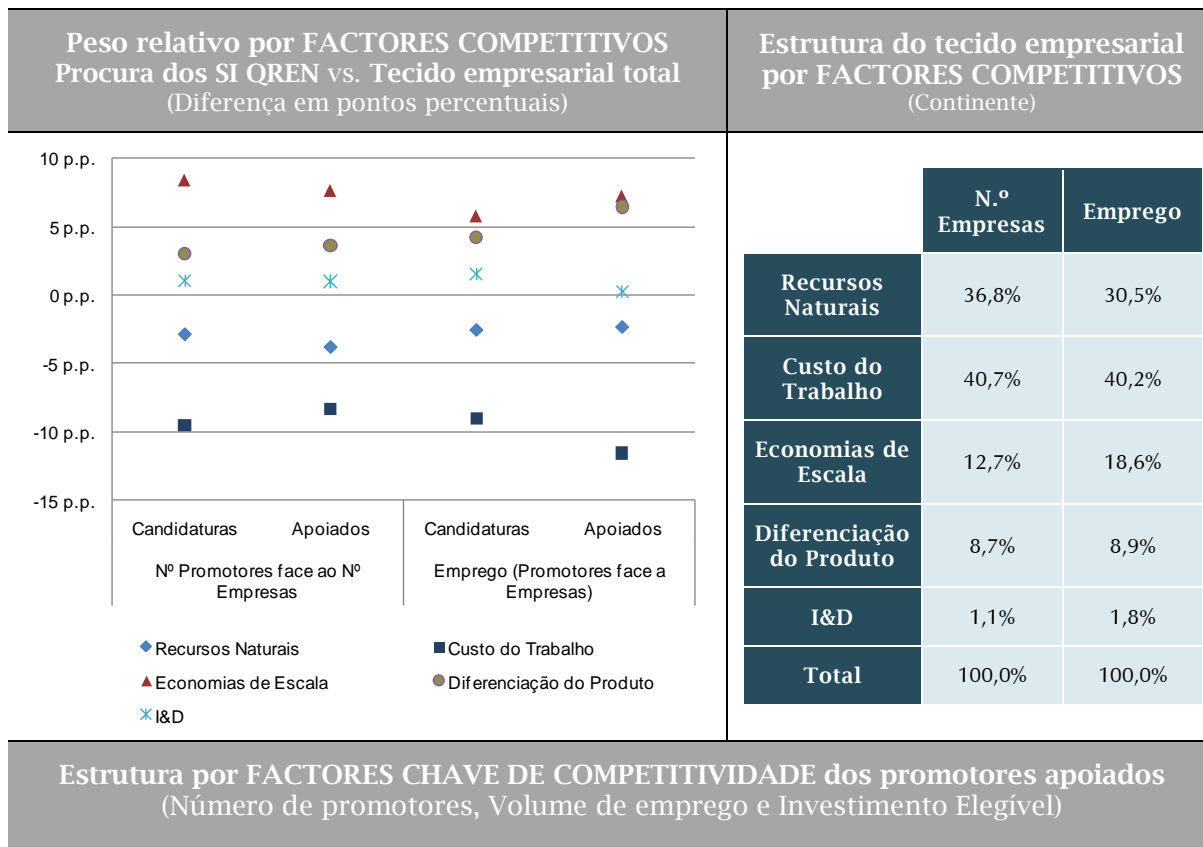 Peso relativo por FACTORES COMPETITIVOS
Procura dos SI QREN vs. Tecido empresarial total
(Diferença em pontos percentuais)
Estrutura do tecido empresarial
por FACTORES COMPETITIVOS
(Continente)
10 p.p.
5 p.p.
0 p.p.
-5 p.p.
-10 p.p.
-15 p.p.
Candidaturas Apoiados Candidaturas Apoiados
Nº Promotores face ao Nº
Empresas
Emprego (Promotores face a
Empresas)
Recursos Naturais
Custo do Trabalho
Economias de Escala
Diferenciação do Produto
I&D
N.º
Empresas
Emprego
Recursos
Naturais
36,8% 30,5%
Custo do
Trabalho
40,7% 40,2%
Economias de
Escala
12,7% 18,6%
Diferenciação
do Produto
8,7% 8,9%
I&D 1,1% 1,8%
Total 100,0% 100,0%
Estrutura por FACTORES CHAVE DE COMPETITIVIDADE dos promotores apoiados
(Número de promotores, Volume de emprego e Investimento Elegível)